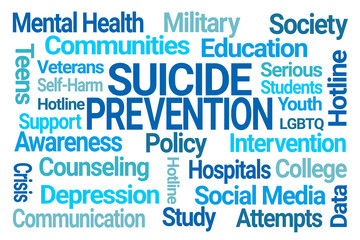 Mental Health Military Society
Communities Education
Teens
Veterans
SUICIDE
Serious
Self-Harm
Students
Hotline
Hotline
PREVENTION
Youth
Support
LGBTQ
Awareness Policy Intervention
Crisis
Counseling
Hotline
Hospitals College
Depression
Social Media
Data
Communication Study Attempts